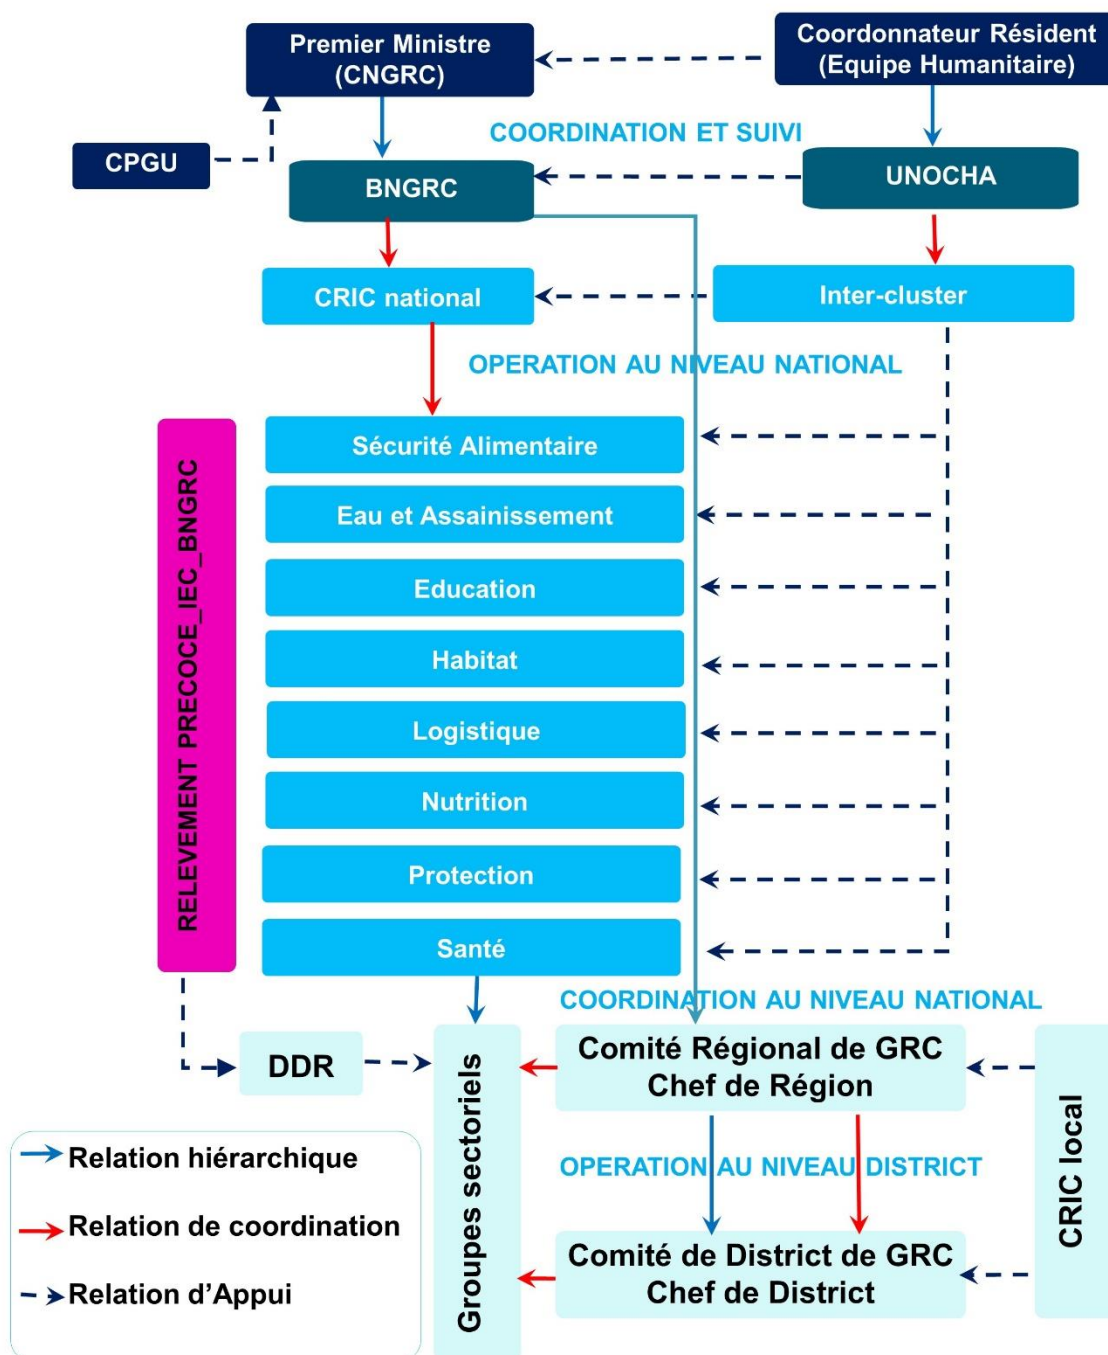 Premier Ministre
(CNGRC)
Coordonnateur Résident
(Equipe Humanitaire)
COORDINATION ET SUIVI
CPGU
BNGRC
UNOCHA
CRIC national
Inter-cluster
OPERATION AU NIVEAU NATIONAL
RELEVEMENT PRECOCE_IEC_BNGRC
Sécurité Alimentaire
Eau et Assainissement
Education
Habitat
Logistique
Nutrition
Protection
Santé
COORDINATION AU NIVEAU NATIONAL
DDR
Groupes sectoriels
Comité Régional de GRC
Chef de Région
CRIC local
OPERATION AU NIVEAU DISTRICT
Comité de District de GRC
Chef de District
Relation hiérarchique
Relation de coordination
Relation d’Appui